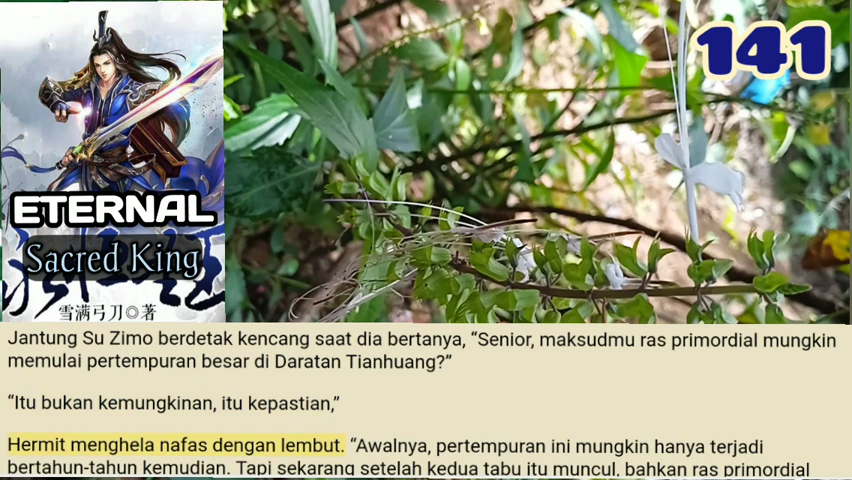 141
ETERNAL
Sacred King
雪满弓刀◎著
Jantung Su Zimo berdetak kencang saat dia bertanya, “Senior, maksudmu ras primordial mungkin
memulai pertempuran besar di Daratan Tianhuang?”
“Itu bukan kemungkinan, itu kepastian,”
Hermit menghela nafas dengan lembut. “Awalnya, pertempuran ini mungkin hanya terjadi
bertahun-tahun kemudian. Tapi sekarang setelah kedua tabu itu muncul, bahkan ras primordial